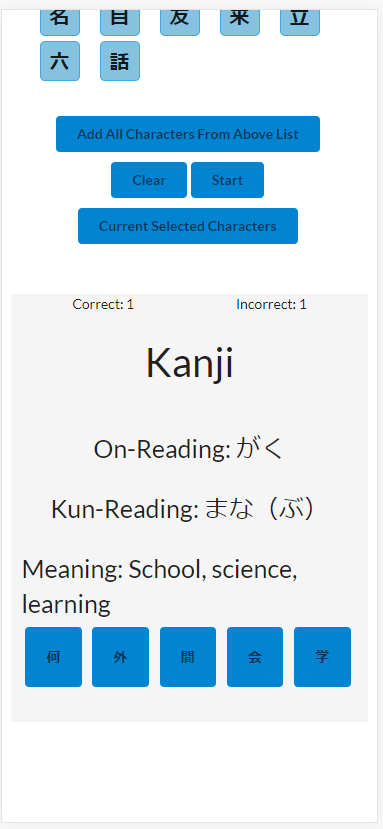 名 自 友 来 立
六 話
Add All Characters From Above List
Clear Start
Current Selected Characters
Correct: 1 Incorrect: 1
Kanji
On-Reading: がく
Kun-Reading: まな（ぶ）
Meaning: School, science,
learning
何 外 間 会 学